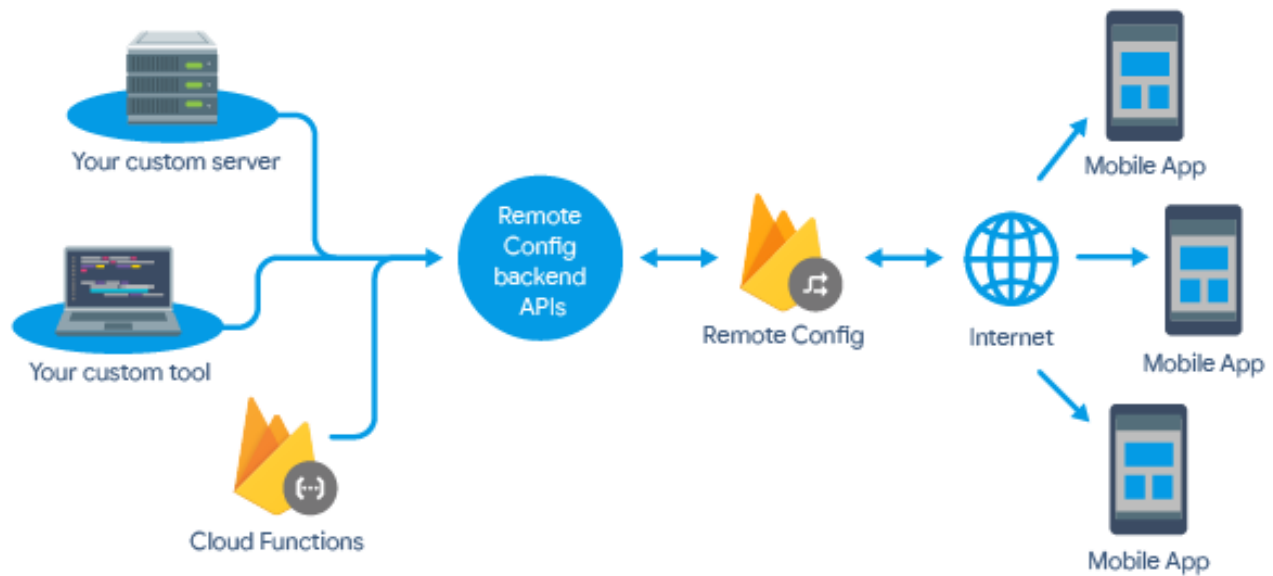 Your custom server
Your custom tool
Cloud Functions
Remote
Config
backend
APIs
Remote Config
Internet
Mobile App
Mobile App
Mobile App